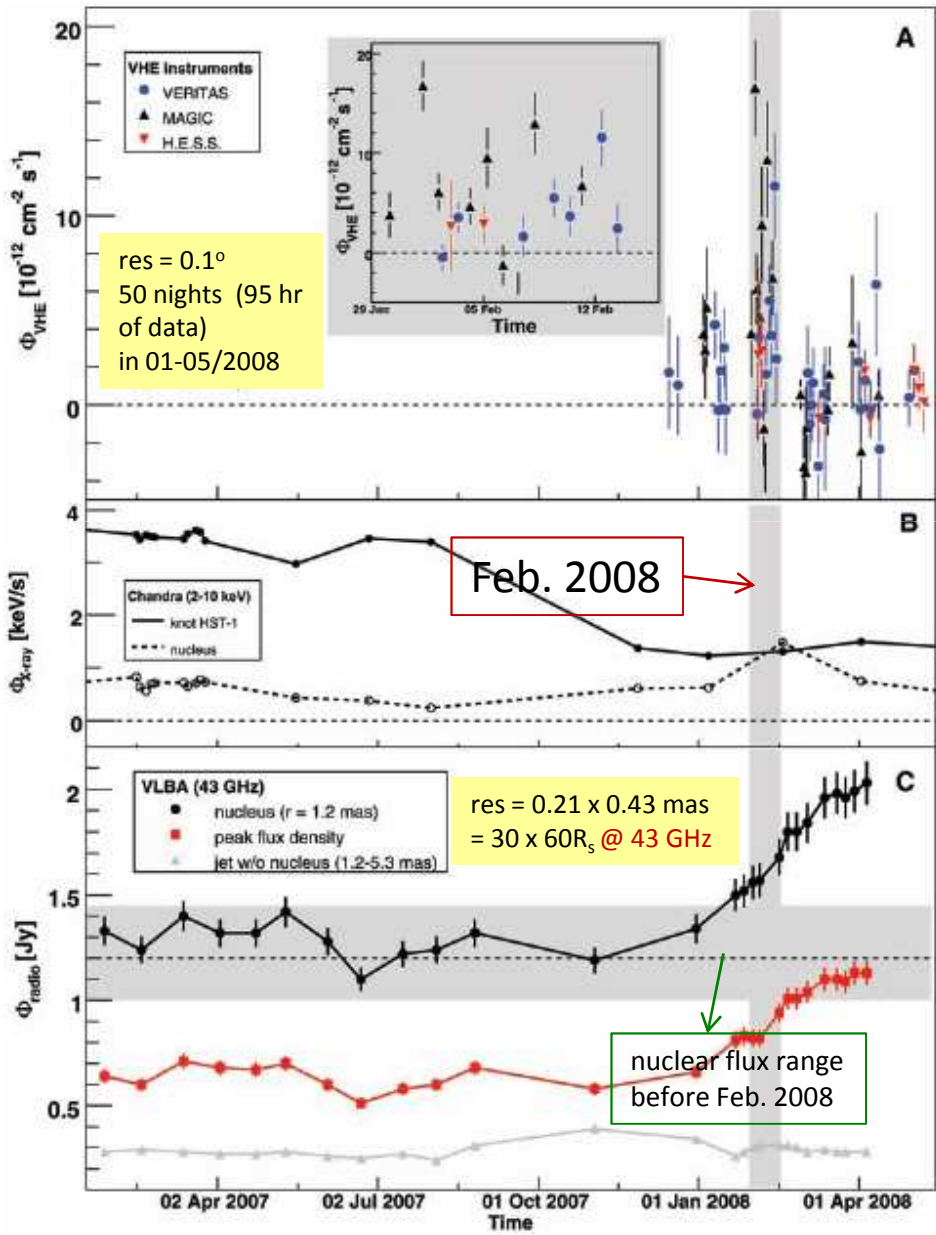 A
VHE Instruments
VERITAS
MAGIC
H.E.S.S.
Φ_VHE [10⁻¹² cm⁻² s⁻¹]
20
10
0
res = 0.1°
50 nights (95 hr
of data)
in 01-05/2008
Φ_VHE [10⁻¹² cm⁻² s⁻¹]
20
10
0
29 Jan
05 Feb
12 Feb
Time
B
Φ_X-ray [keV/s]
4
2
0
Chandra (2-10 keV)
knot HST-1
nucleus
Feb. 2008
C
Φ_radio [Jy]
2
1.5
1
0.5
VLBA (43 GHz)
nucleus (r = 1.2 mas)
peak flux density
jet w/o nucleus (1.2-5.3 mas)
res = 0.21 x 0.43 mas
= 30 x 60Rₛ @ 43 GHz
nuclear flux range
before Feb. 2008
02 Apr 2007
02 Jul 2007
01 Oct 2007
01 Jan 2008
01 Apr 2008
Time